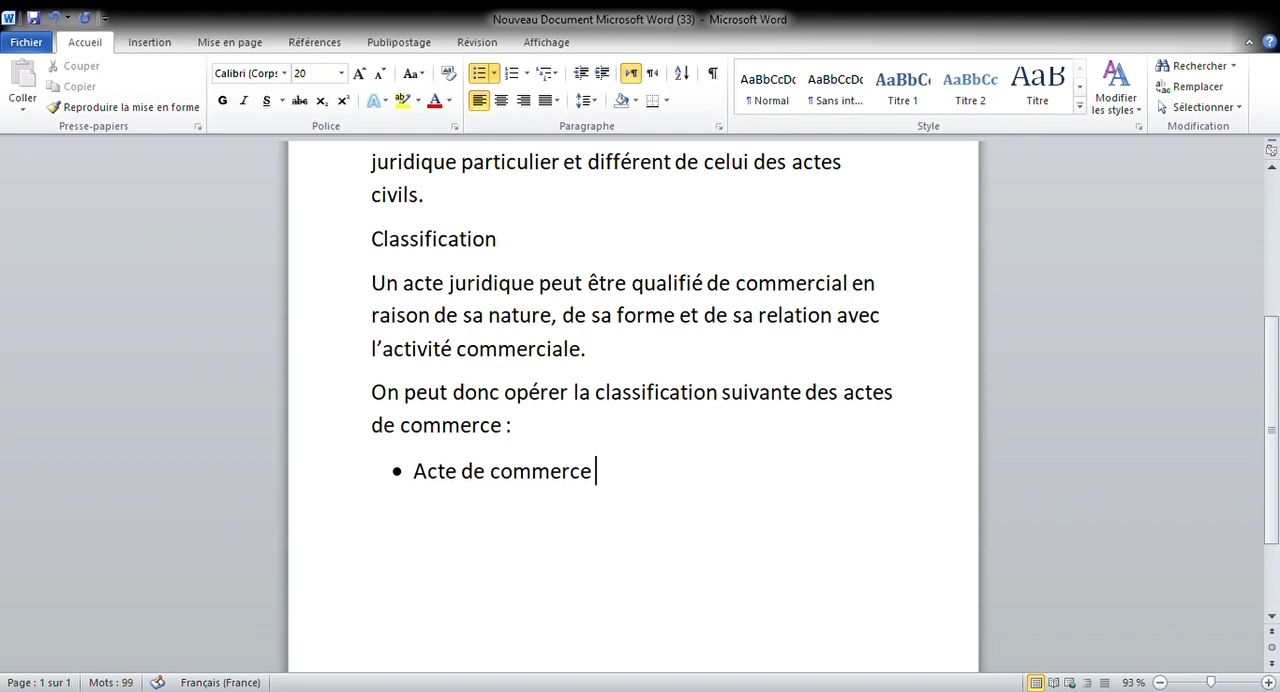 Nouveau Document Microsoft Word (33) - Microsoft Word
Fichier Accueil Insertion Mise en page Références Publipostage Révision Affichage
Coller
Couper
Copier
Reproduire la mise en forme
Presse-papiers
Calibri (Corps 20
G I S abc x₂ x² A ab A
Police
Paragraphe
AaBbCcDc AaBbCcDc AaBbC AaBbCc AaB
¶ Normal ¶ Sans int... Titre 1 Titre 2 Titre
Style
Modifier
les styles
Rechercher
Remplacer
Sélectionner
Modification
juridique particulier et différent de celui des actes
civils.
Classification
Un acte juridique peut être qualifié de commercial en
raison de sa nature, de sa forme et de sa relation avec
l’activité commerciale.
On peut donc opérer la classification suivante des actes
de commerce :
• Acte de commerce
Page : 1 sur 1 Mots : 99 Français (France) 93 %